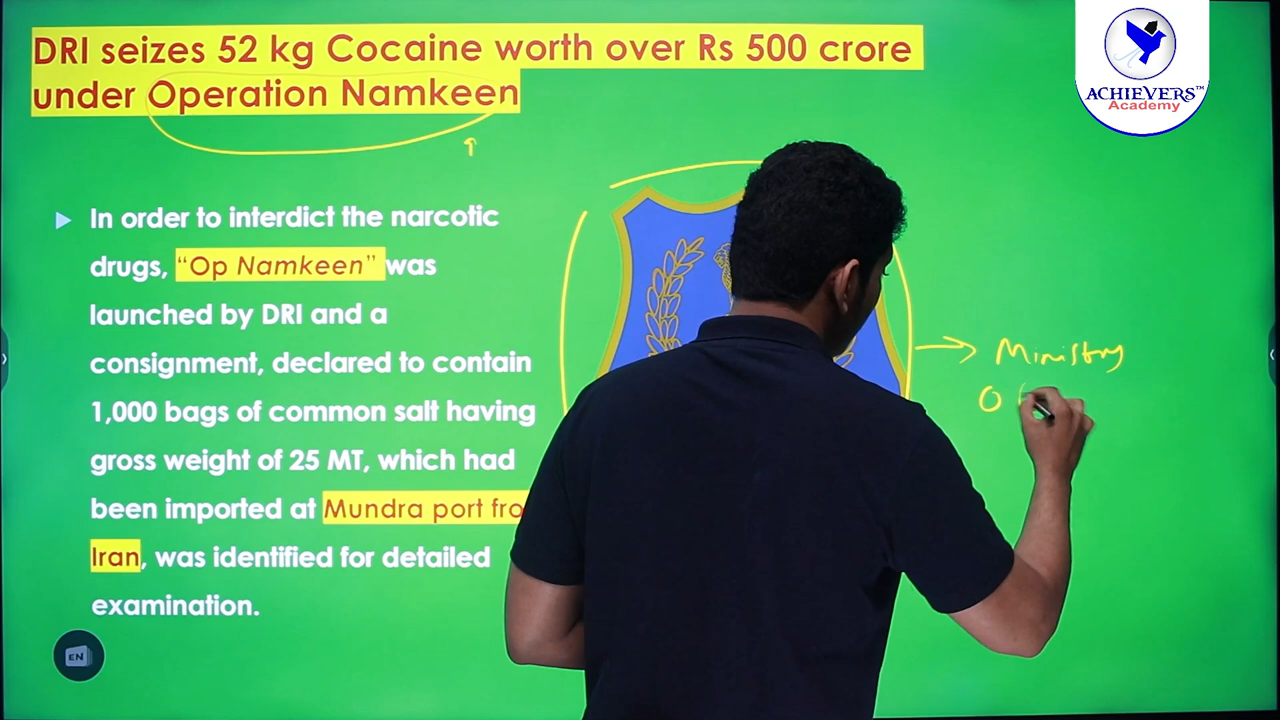 DRI seizes 52 kg Cocaine worth over Rs 500 crore
under Operation Namkeen
ACHIEVERS™
Academy
In order to interdict the narcotic
drugs, “Op Namkeen” was
launched by DRI and a
consignment, declared to contain
1,000 bags of common salt having
gross weight of 25 MT, which had
been imported at Mundra port fro
Iran, was identified for detailed
examination.
Ministry
O
EN